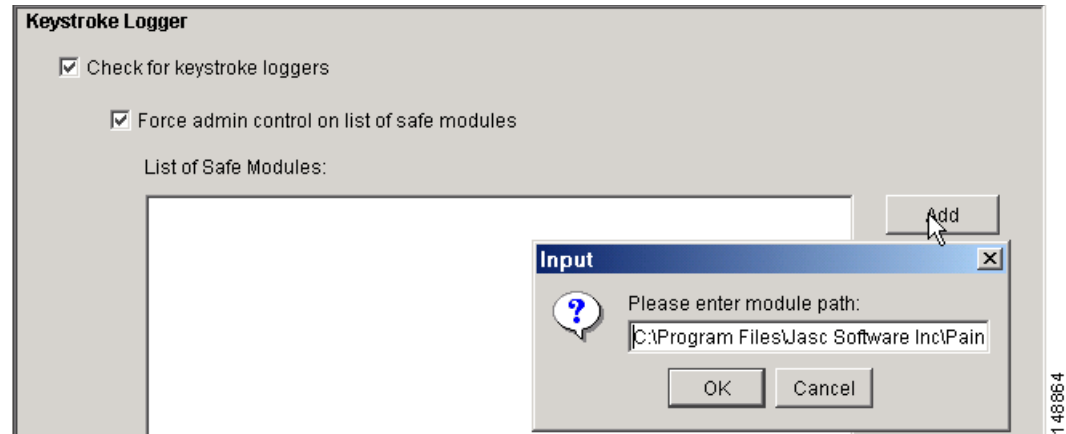 Keystroke Logger
Check for keystroke loggers
Force admin control on list of safe modules
List of Safe Modules:
Add
Input
Please enter module path:
C:\Program Files\Jasc Software Inc\Pain
OK
Cancel
148864